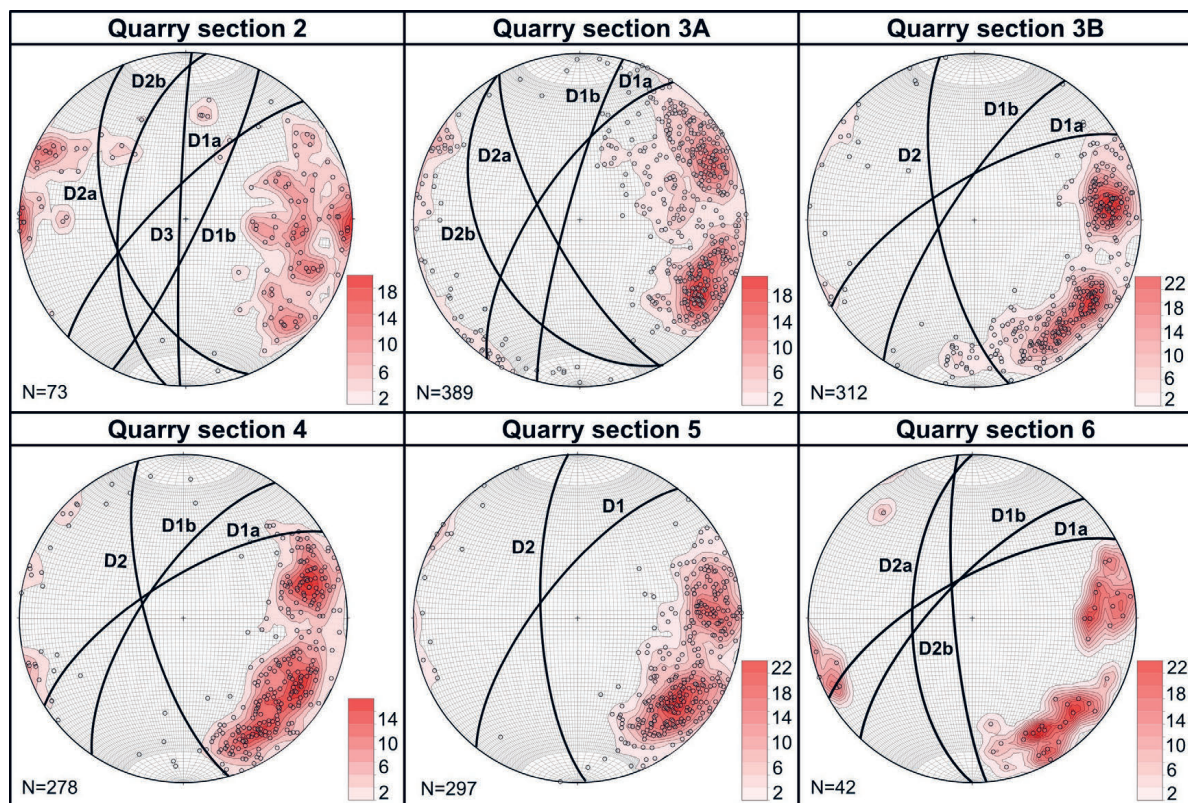 Quarry section 2
D2b
D1a
D2a
D3
D1b
18
14
10
6
2
N=73
Quarry section 3A
D1a
D1b
D2a
D2b
18
14
10
6
2
N=389
Quarry section 3B
D2
D1b
D1a
22
18
14
10
6
2
N=312
Quarry section 4
D1b
D1a
D2
14
10
6
2
N=278
Quarry section 5
D1
D2
22
18
14
10
6
2
N=297
Quarry section 6
D1b
D1a
D2a
D2b
22
18
14
10
6
2
N=42